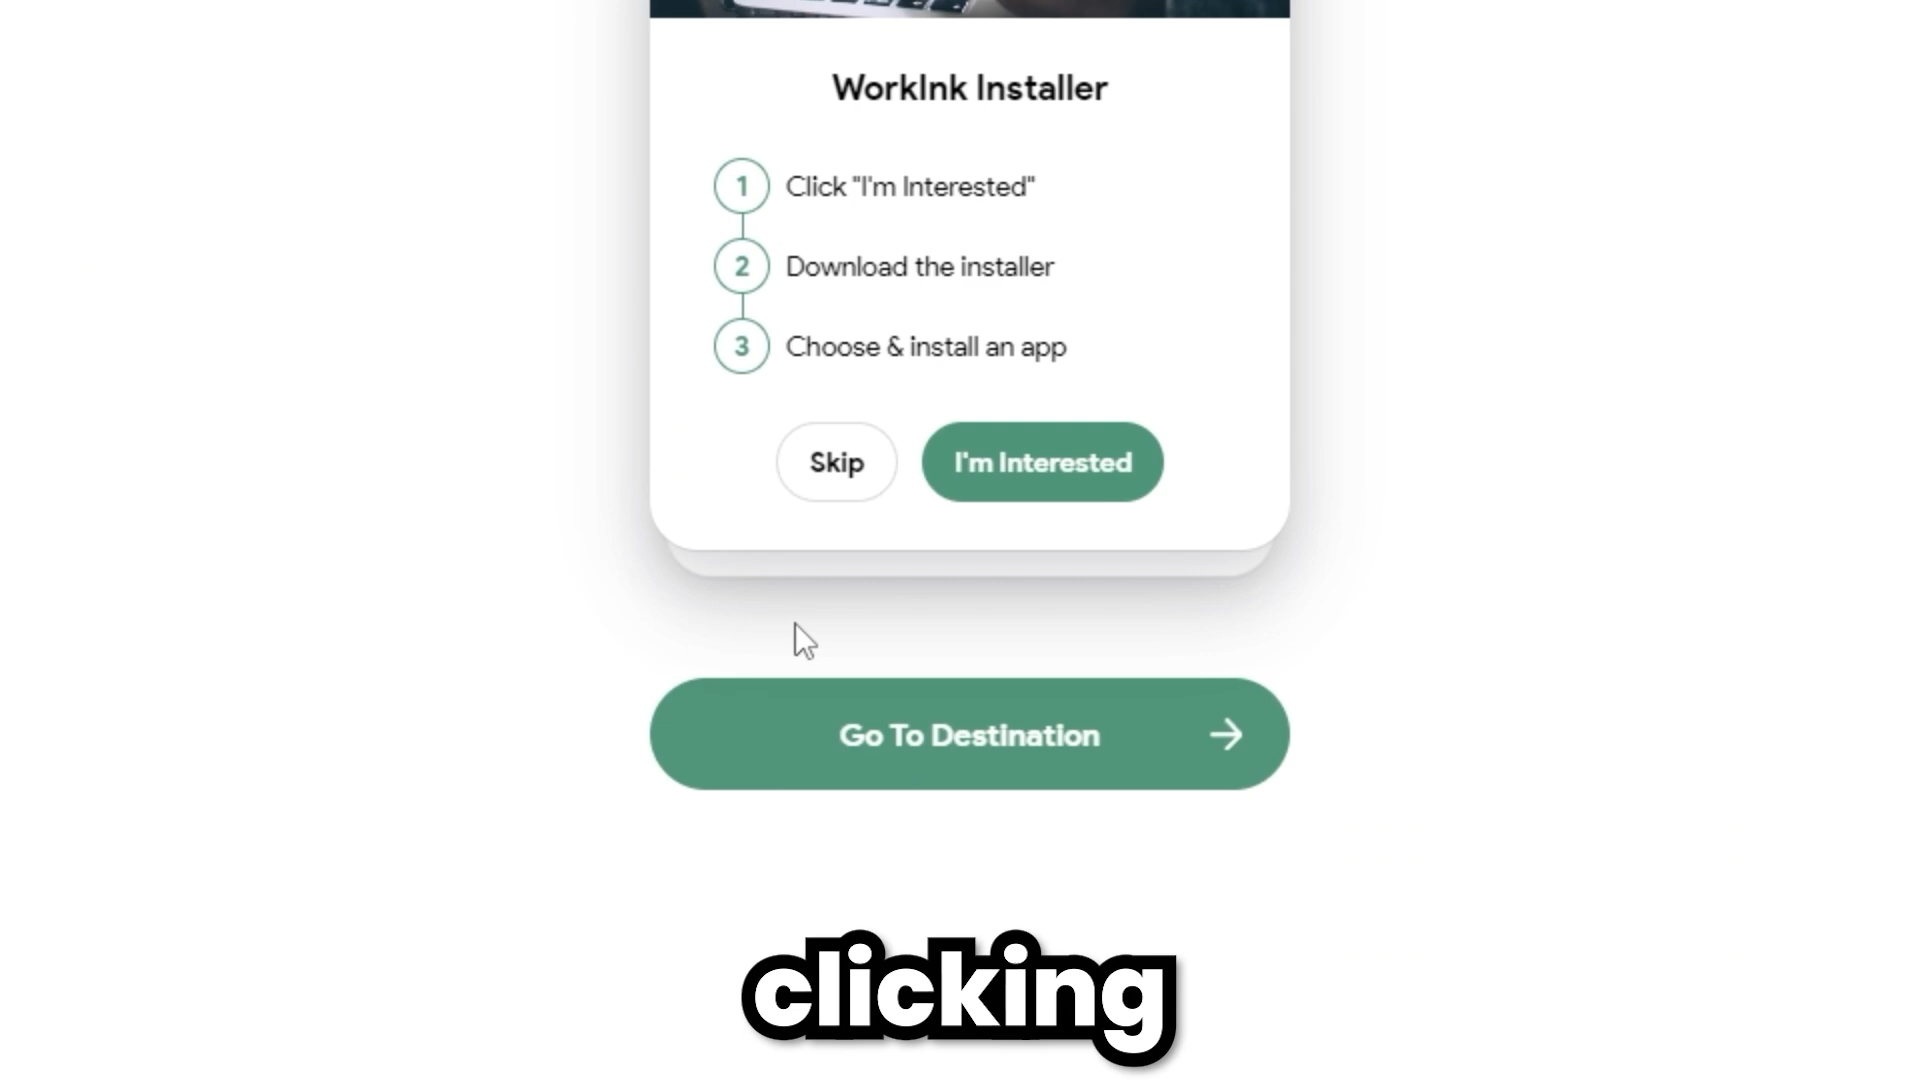 WorkInk Installer
1 Click "I'm Interested"
2 Download the installer
3 Choose & install an app
Skip
I'm Interested
Go To Destination
clicking